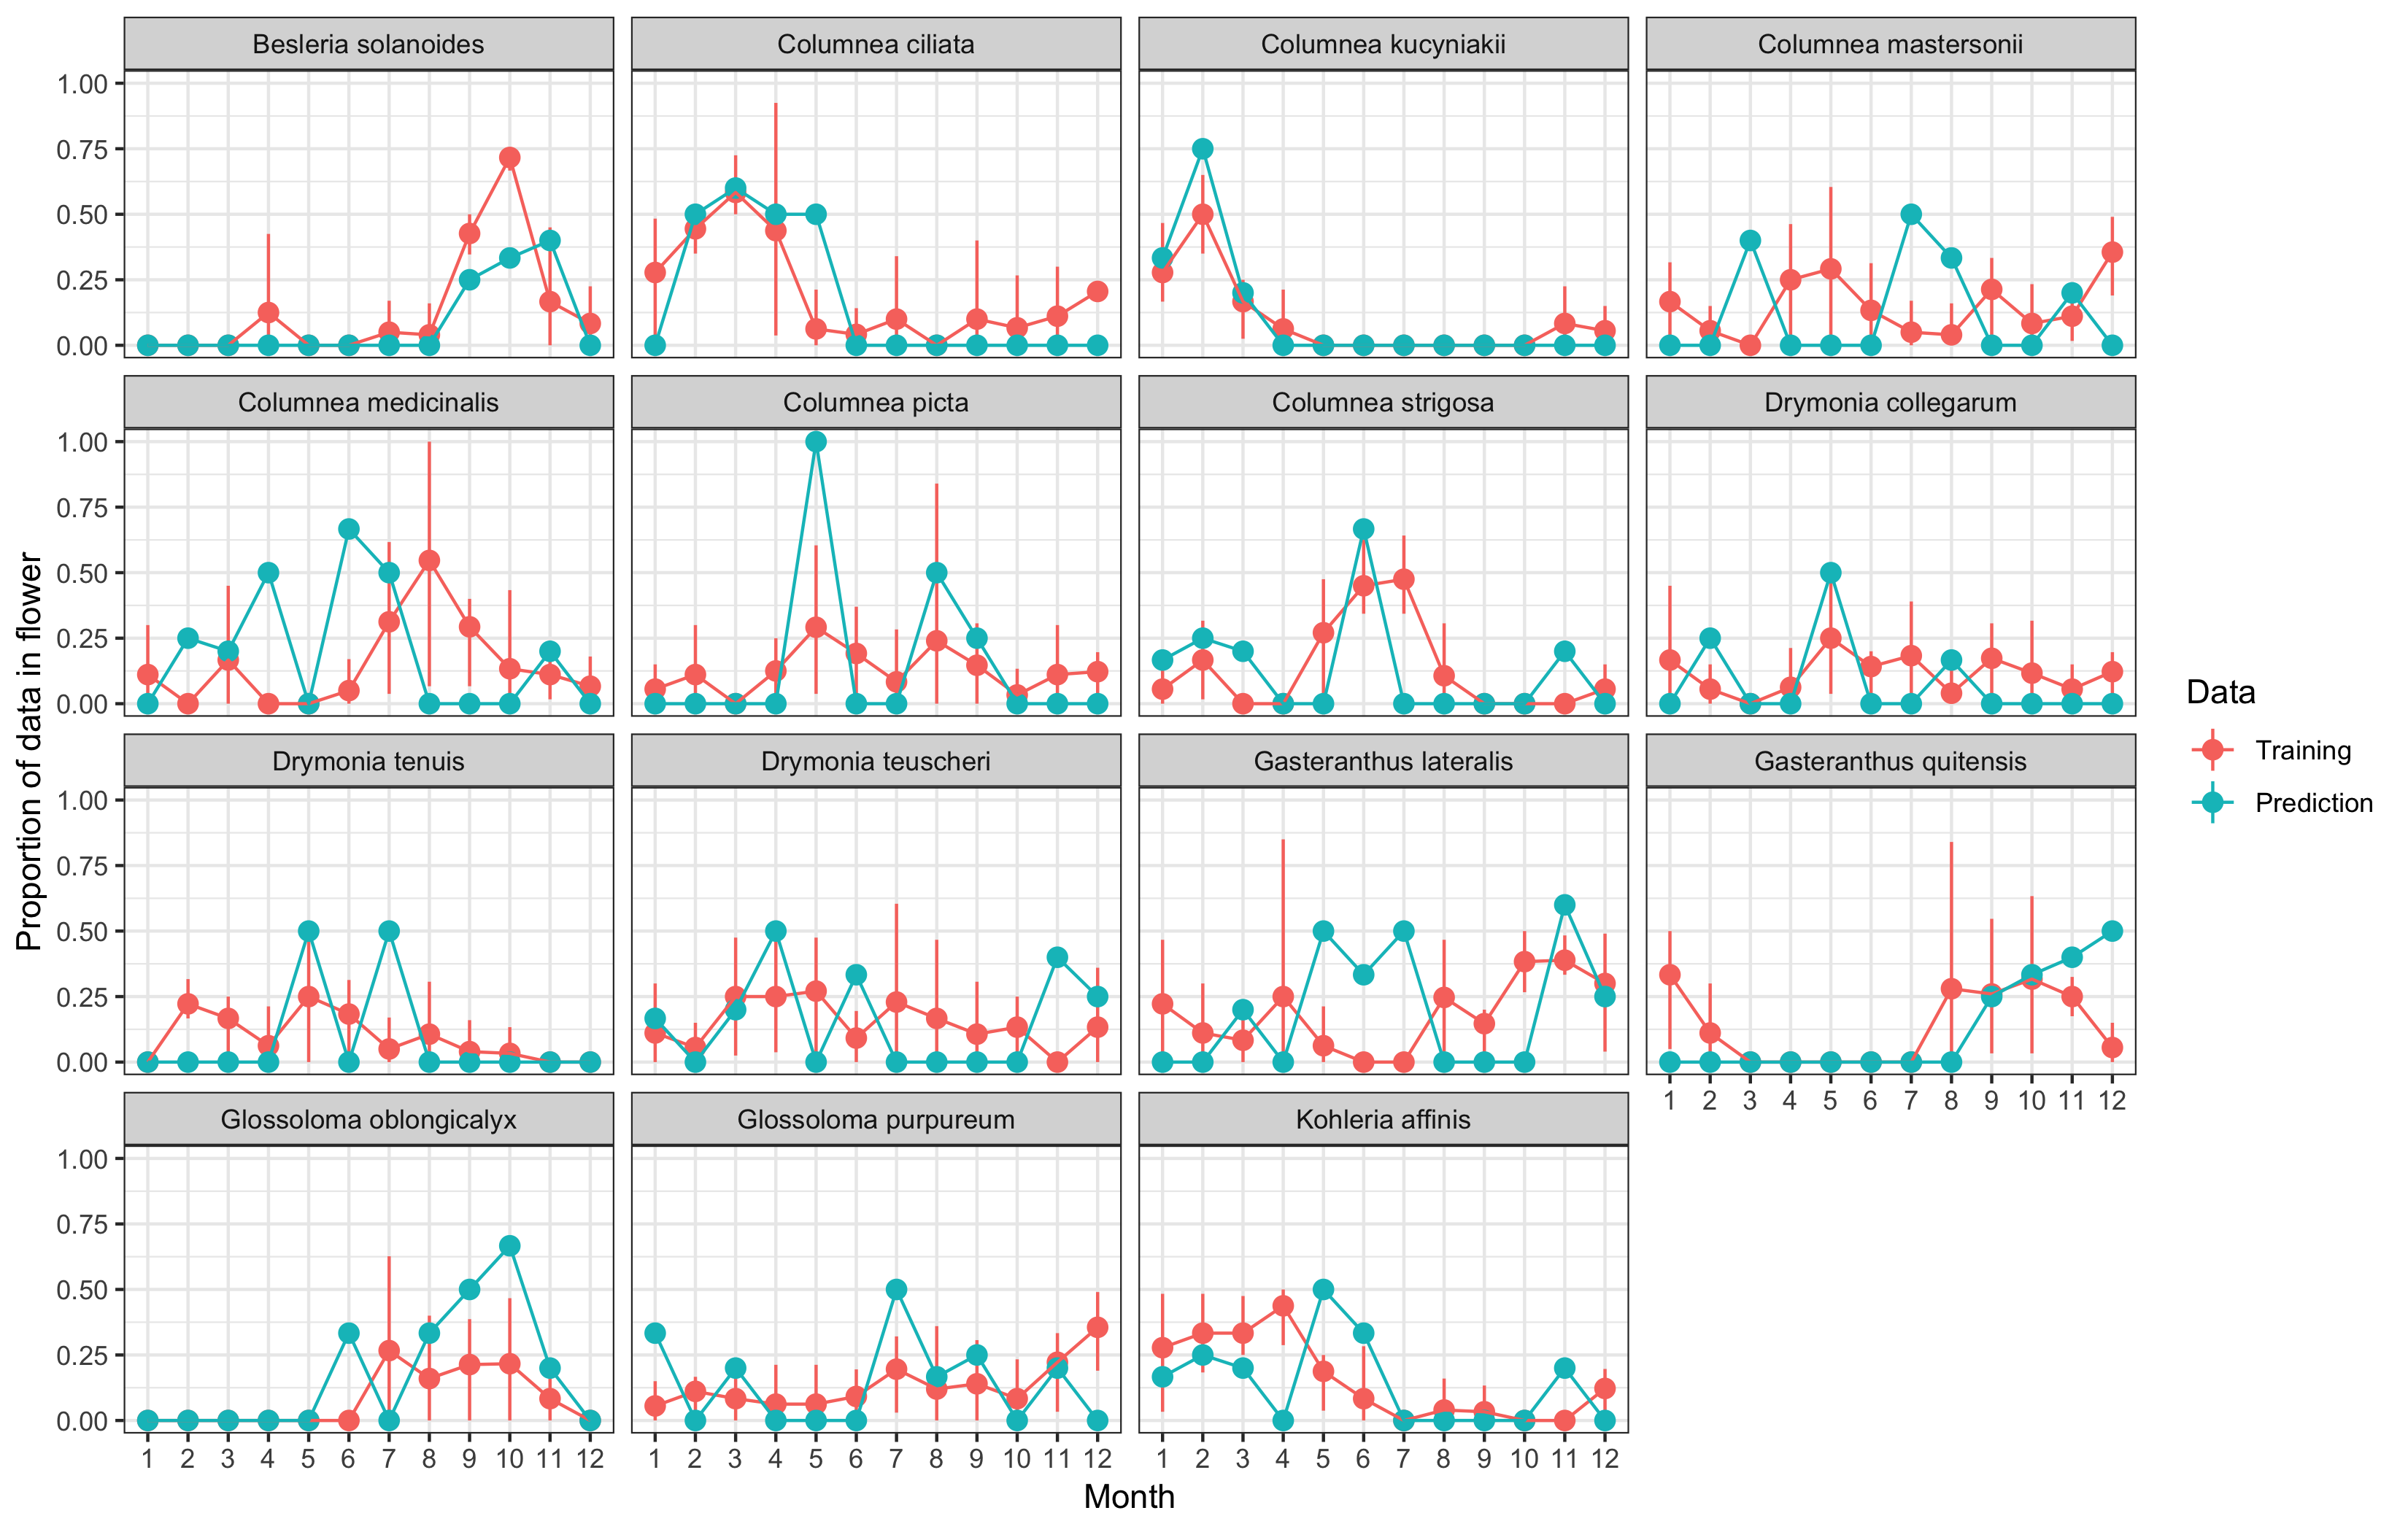 Besleria solanoides
Columnea ciliata
Columnea kucyniakii
Columnea mastersonii
1.00
0.75
0.50
0.25
0.00
Columnea medicinalis
Columnea picta
Columnea strigosa
Drymonia collegarum
1.00
0.75
0.50
0.25
0.00
Drymonia tenuis
Drymonia teuscheri
Gasteranthus lateralis
Gasteranthus quitensis
1.00
0.75
0.50
0.25
0.00
1 2 3 4 5 6 7 8 9 10 11 12
Glossoloma oblongicalyx
Glossoloma purpureum
Kohleria affinis
1.00
0.75
0.50
0.25
0.00
1 2 3 4 5 6 7 8 9 10 11 12
1 2 3 4 5 6 7 8 9 10 11 12
1 2 3 4 5 6 7 8 9 10 11 12
Month
Proportion of data in flower
Data
Training
Prediction